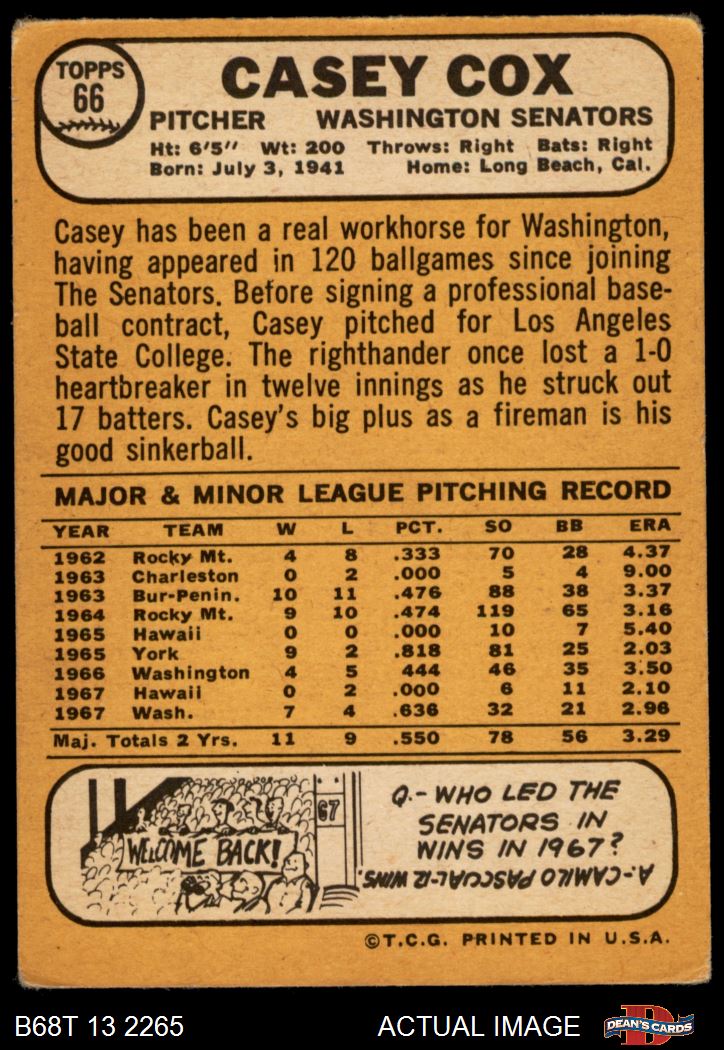 TOPPS
66
CASEY COX
PITCHER WASHINGTON SENATORS
Ht: 6'5" Wt: 200 Throws: Right Bats: Right
Born: July 3, 1941 Home: Long Beach, Cal.
Casey has been a real workhorse for Washington,
having appeared in 120 ballgames since joining
The Senators. Before signing a professional base-
ball contract, Casey pitched for Los Angeles
State College. The righthander once lost a 1-0
heartbreaker in twelve innings as he struck out
17 batters. Casey's big plus as a fireman is his
good sinkerball.
MAJOR & MINOR LEAGUE PITCHING RECORD
YEAR TEAM W L PCT. SO BB ERA
1962 Rocky Mt. 4 8 .333 70 28 4.37
1963 Charleston 0 2 .000 5 4 9.00
1963 Bur-Penin. 10 11 .476 88 38 3.37
1964 Rocky Mt. 9 10 .474 119 65 3.16
1965 Hawaii 0 0 .000 10 7 5.40
1965 York 9 2 .818 81 25 2.03
1966 Washington 4 5 444 46 35 3.50
1967 Hawaii 0 2 .000 6 11 2.10
1967 Wash. 7 4 .636 32 21 2.96
Maj. Totals 2 Yrs. 11 9 .550 78 56 3.29
67
WELCOME BACK!
Q.- WHO LED THE
SENATORS IN
WINS IN 1967?
A.-CAMILO PASCUAL-12 WINS.
©T.C.G. PRINTED IN U.S.A.
B68T 13 2265 ACTUAL IMAGE
D
DEAN'S CARDS